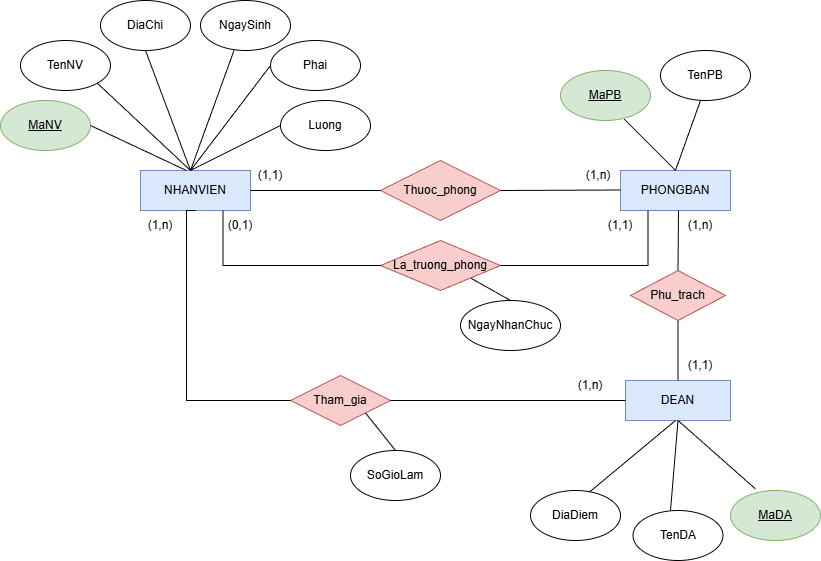 DiaChi
NgaySinh
TenNV
Phai
TenPB
MaPB
MaNV
Luong
(1,1)
(1,n)
NHANVIEN
Thuoc_phong
PHONGBAN
(1,n)
(0,1)
(1,1)
(1,n)
La_truong_phong
Phu_trach
NgayNhanChuc
(1,1)
(1,n)
Tham_gia
DEAN
SoGioLam
DiaDiem
MaDA
TenDA